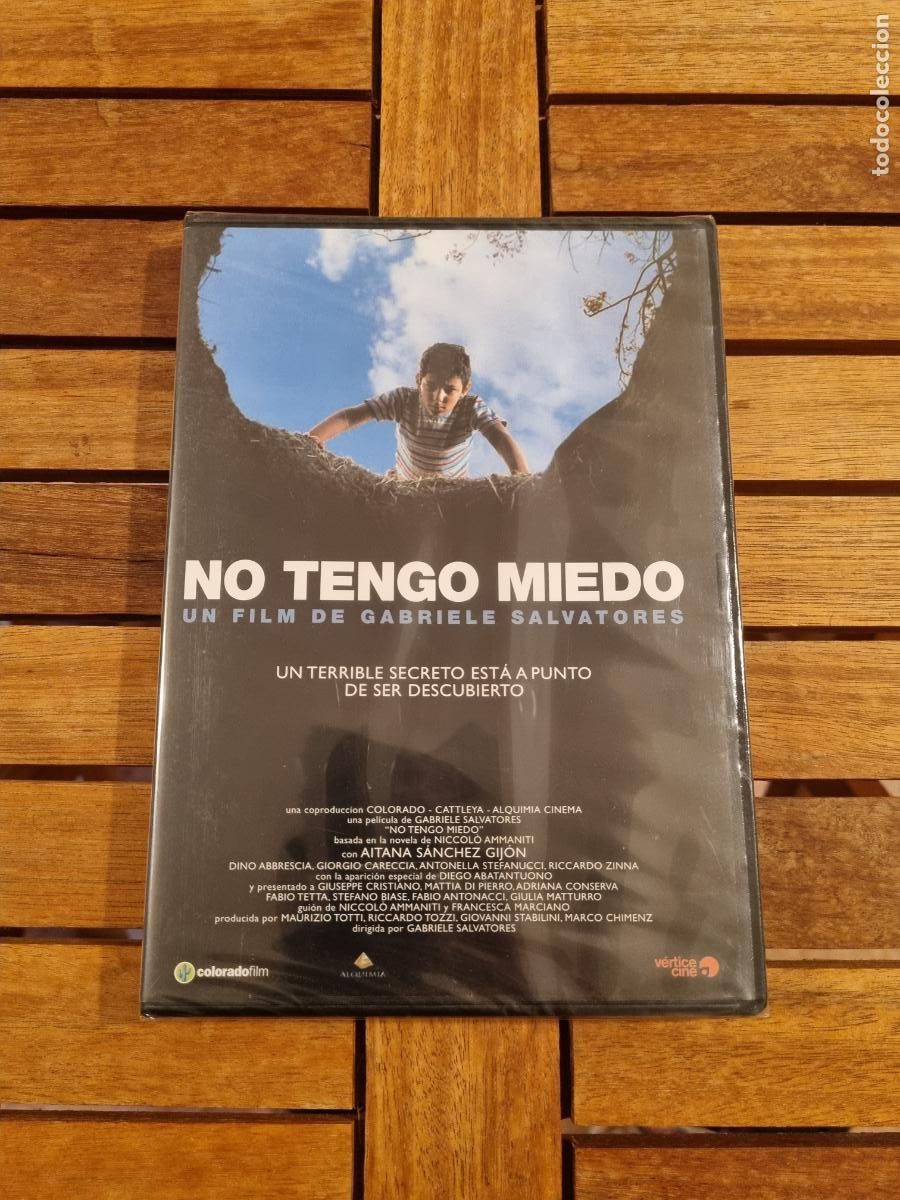 todocoleccion
NO TENGO MIEDO
UN FILM DE GABRIELE SALVATORES
UN TERRIBLE SECRETO ESTÁ A PUNTO
DE SER DESCUBIERTO
una coproduccion COLORADO - CATTLEYA - ALQUIMIA CINEMA
una película de GABRIELE SALVATORES
"NO TENGO MIEDO"
basada en la novela de NICCOLÒ AMMANITI
con AITANA SÁNCHEZ GIJÓN
DINO ABBRESCIA, GIORGIO CARECCIA, ANTONELLA STEFANUCCI, RICCARDO ZINNA
con la aparición especial de DIEGO ABATANTUONO
y presentado a GIUSEPPE CRISTIANO, MATTIA DI PIERRO, ADRIANA CONSERVA
FABIO TETTA, STEFANO BIASE, FABIO ANTONACCI, GIULIA MATTURRO
guión de NICCOLÒ AMMANITI y FRANCESCA MARCIANO
producida por MAURIZIO TOTTI, RICCARDO TOZZI, GIOVANNI STABILINI, MARCO CHIMENZ
dirigida por GABRIELE SALVATORES
coloradofilm
ALQUIMIA
vértice
cine